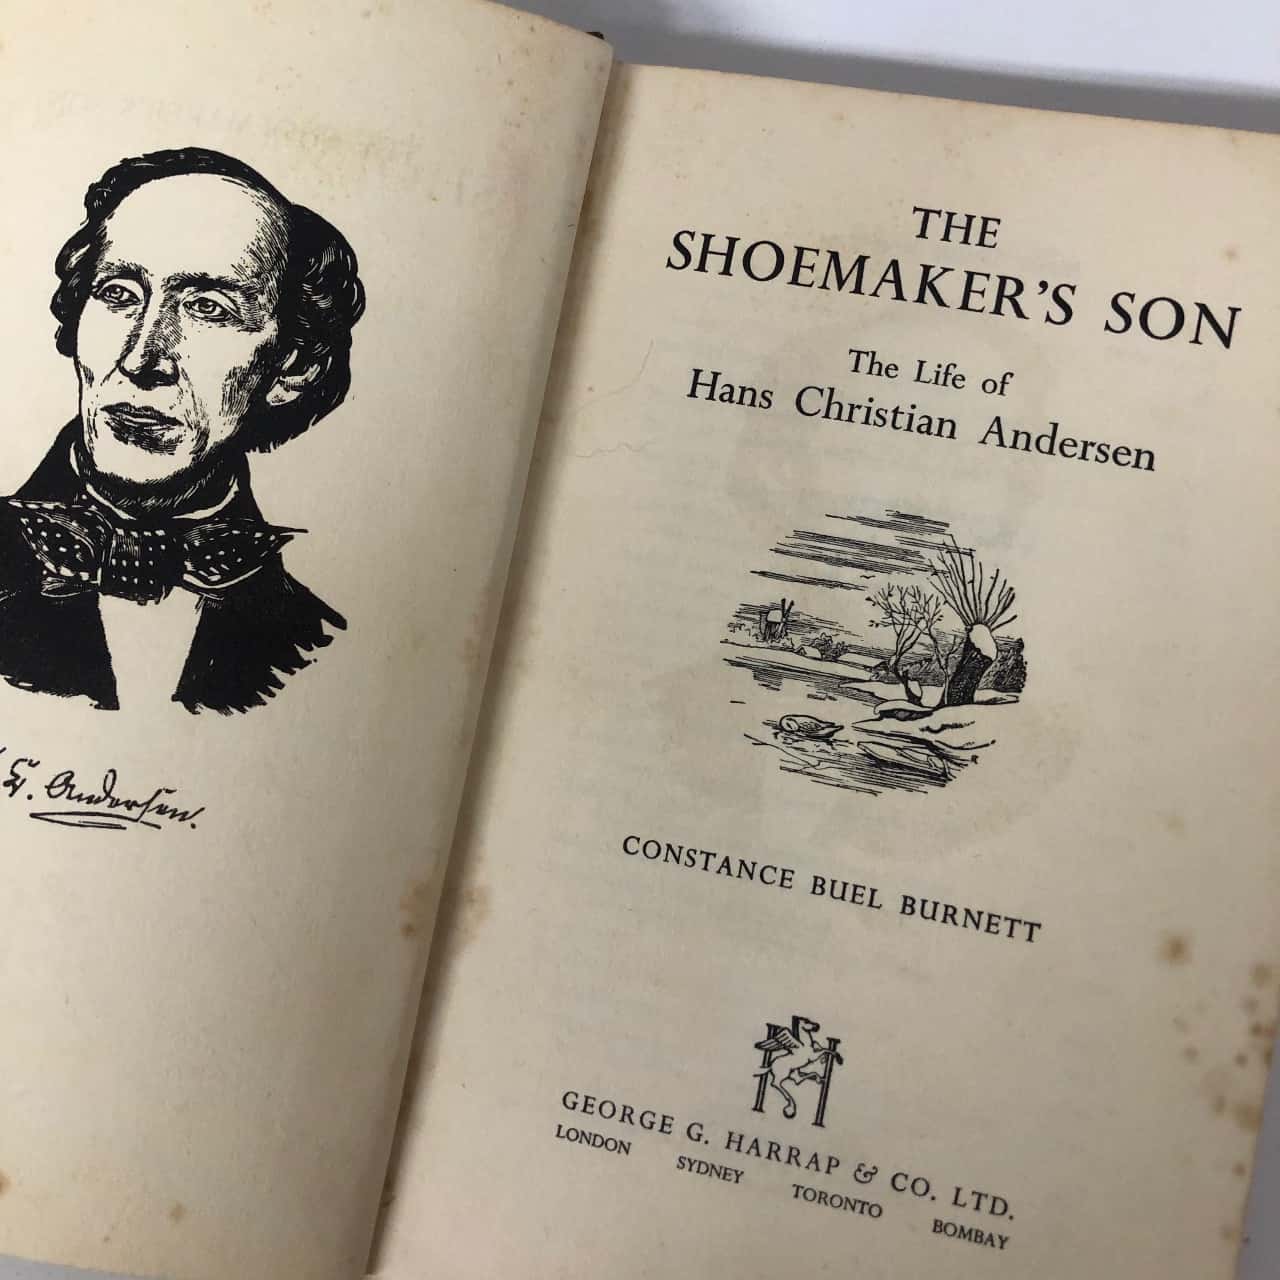 Andersen.
THE
SHOEMAKER'S SON
The Life of
Hans Christian Andersen
CONSTANCE BUEL BURNETT
GEORGE G. HARRAP & CO. LTD.
LONDON SYDNEY TORONTO BOMBAY